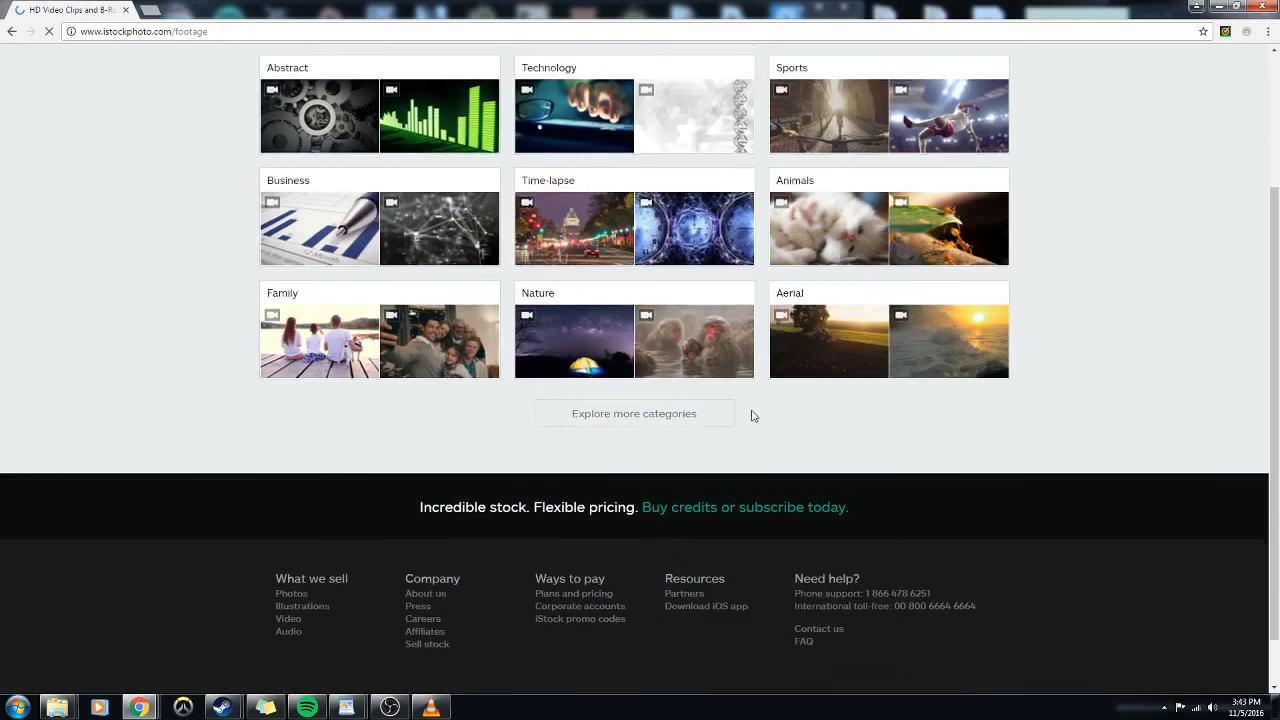 HD Video Clips and B-Ro
www.istockphoto.com/footage
Abstract
Technology
Sports
Business
Time-lapse
Animals
12 Month
Family
Nature
Aerial
Explore more categories
Incredible stock. Flexible pricing. Buy credits or subscribe today.
What we sell
Photos
Illustrations
Video
Audio
Company
About us
Press
Careers
Affiliates
Sell stock
Ways to pay
Plans and pricing
Corporate accounts
iStock promo codes
Resources
Partners
Download iOS app
Need help?
Phone support: 1 866 478 6251
International toll-free: 00 800 6664 6664
Contact us
FAQ
3:43 PM
11/5/2016